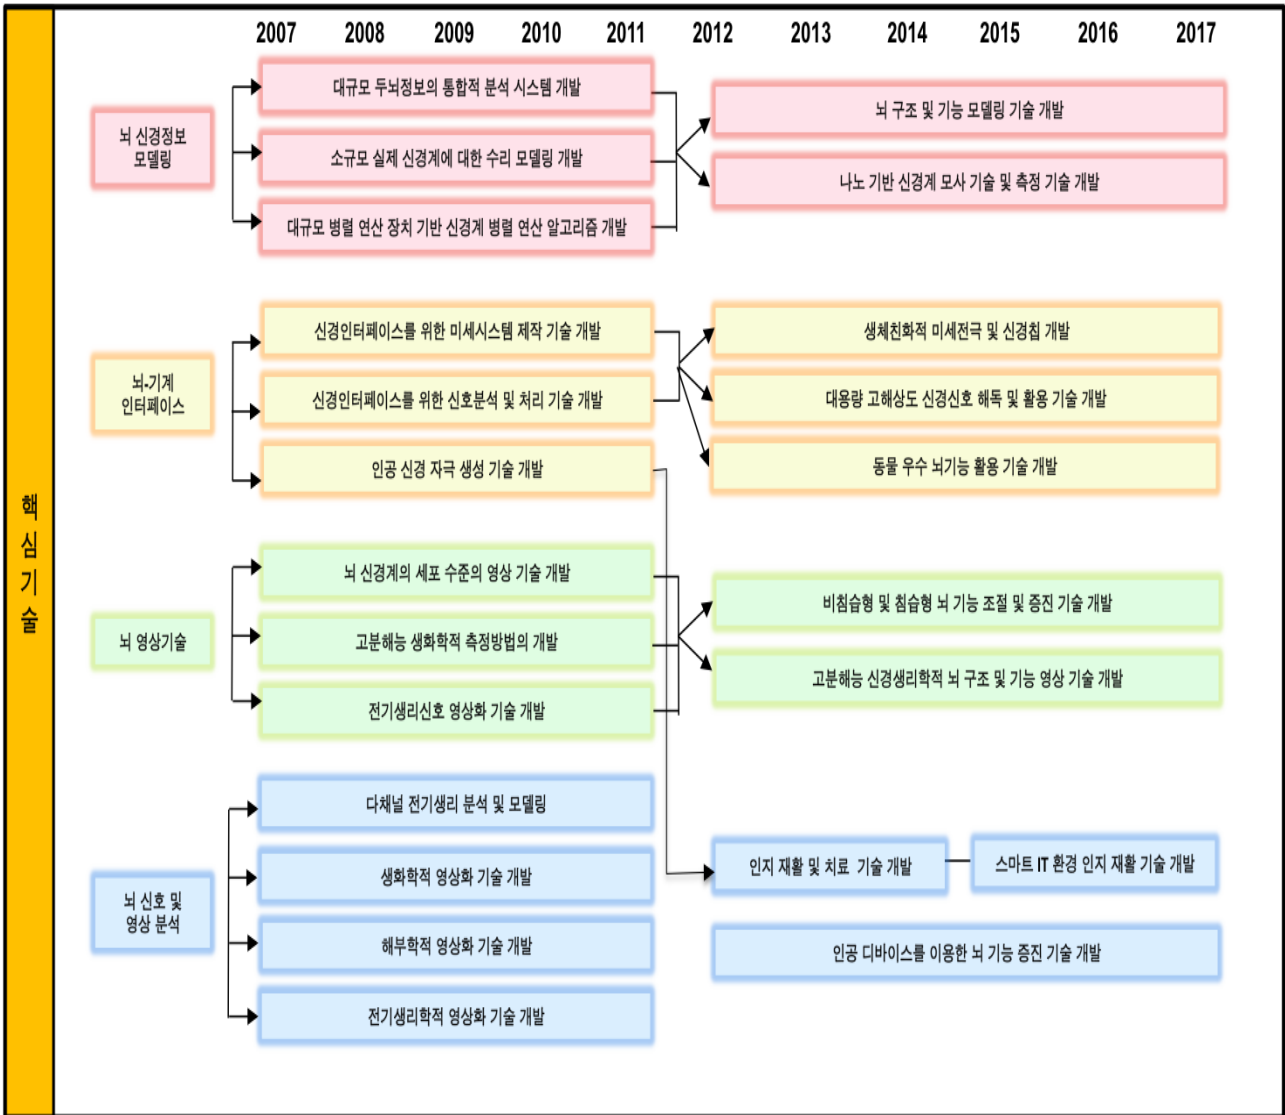 2007 2008 2009 2010 2011 2012 2013 2014 2015 2016 2017
핵
심
기
술
뇌 신경정보
모델링
대규모 두뇌정보의 통합적 분석 시스템 개발
소규모 실제 신경계에 대한 수리 모델링 개발
대규모 병렬 연산 장치 기반 신경계 병렬 연산 알고리즘 개발
뇌 구조 및 기능 모델링 기술 개발
나노 기반 신경계 모사 기술 및 측정 기술 개발
뇌-기계
인터페이스
신경인터페이스를 위한 미세시스템 제작 기술 개발
신경인터페이스를 위한 신호분석 및 처리 기술 개발
인공 신경 자극 생성 기술 개발
생체친화적 미세전극 및 신경칩 개발
대용량 고해상도 신경신호 해독 및 활용 기술 개발
동물 우수 뇌기능 활용 기술 개발
뇌 영상기술
뇌 신경계의 세포 수준의 영상 기술 개발
고분해능 생화학적 측정방법의 개발
전기생리신호 영상화 기술 개발
비침습형 및 침습형 뇌 기능 조절 및 증진 기술 개발
고분해능 신경생리학적 뇌 구조 및 기능 영상 기술 개발
뇌 신호 및
영상 분석
다채널 전기생리 분석 및 모델링
생화학적 영상화 기술 개발
해부학적 영상화 기술 개발
전기생리학적 영상화 기술 개발
인지 재활 및 치료 기술 개발
스마트 IT 환경 인지 재활 기술 개발
인공 디바이스를 이용한 뇌 기능 증진 기술 개발